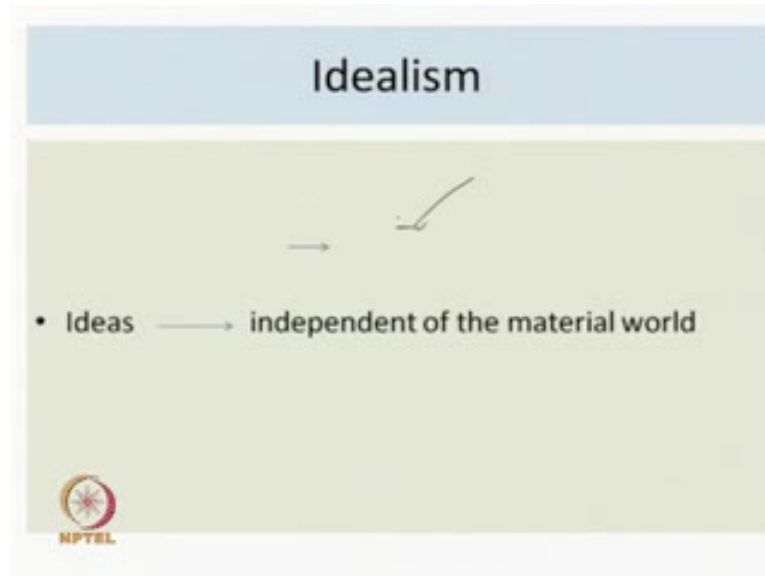 Idealism
• Ideas → independent of the material world
NPTEL